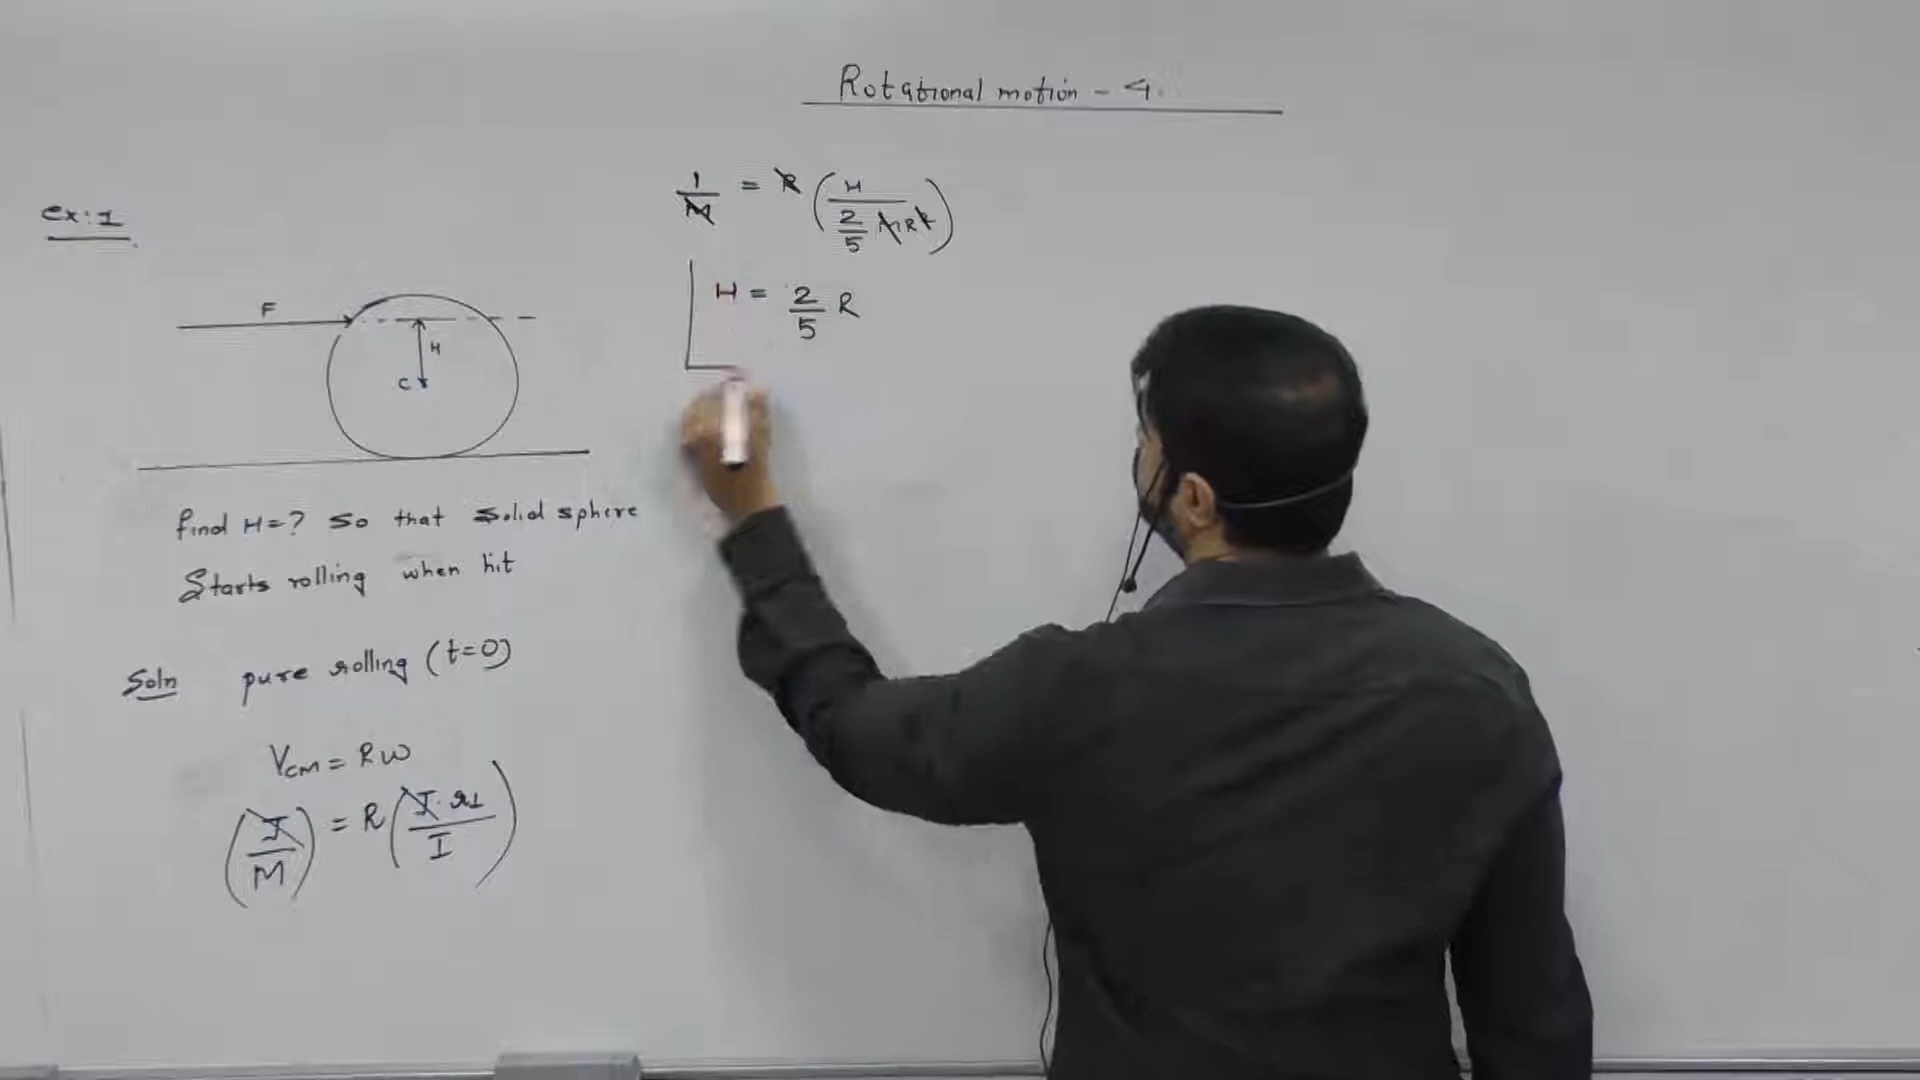 Rotational motion - 4
ex: 1
F
H
C
find H=? so that solid sphere
Starts rolling when hit
Soln pure rolling (t=0)
Vcm = Rω
(J/M) = R (J·r⊥/I)
1/M = R (H / (2/5 MR²))
H = 2/5 R